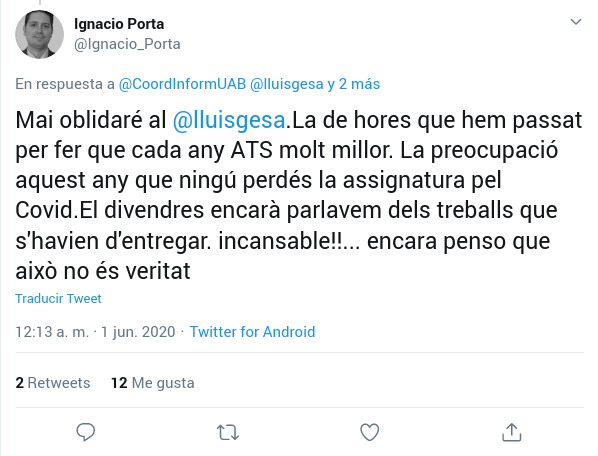 Ignacio Porta
@Ignacio_Porta
En respuesta a @CoordInformUAB @lluisgesa y 2 más
Mai oblidaré al @lluisgesa.La de hores que hem passat
per fer que cada any ATS molt millor. La preocupació
aquest any que ningú perdés la assignatura pel
Covid.El divendres encarà parlavem dels treballs que
s'havien d'entregar. incansable!!... encara penso que
això no és veritat
Traducir Tweet
12:13 a. m. · 1 jun. 2020 · Twitter for Android
2 Retweets 12 Me gusta